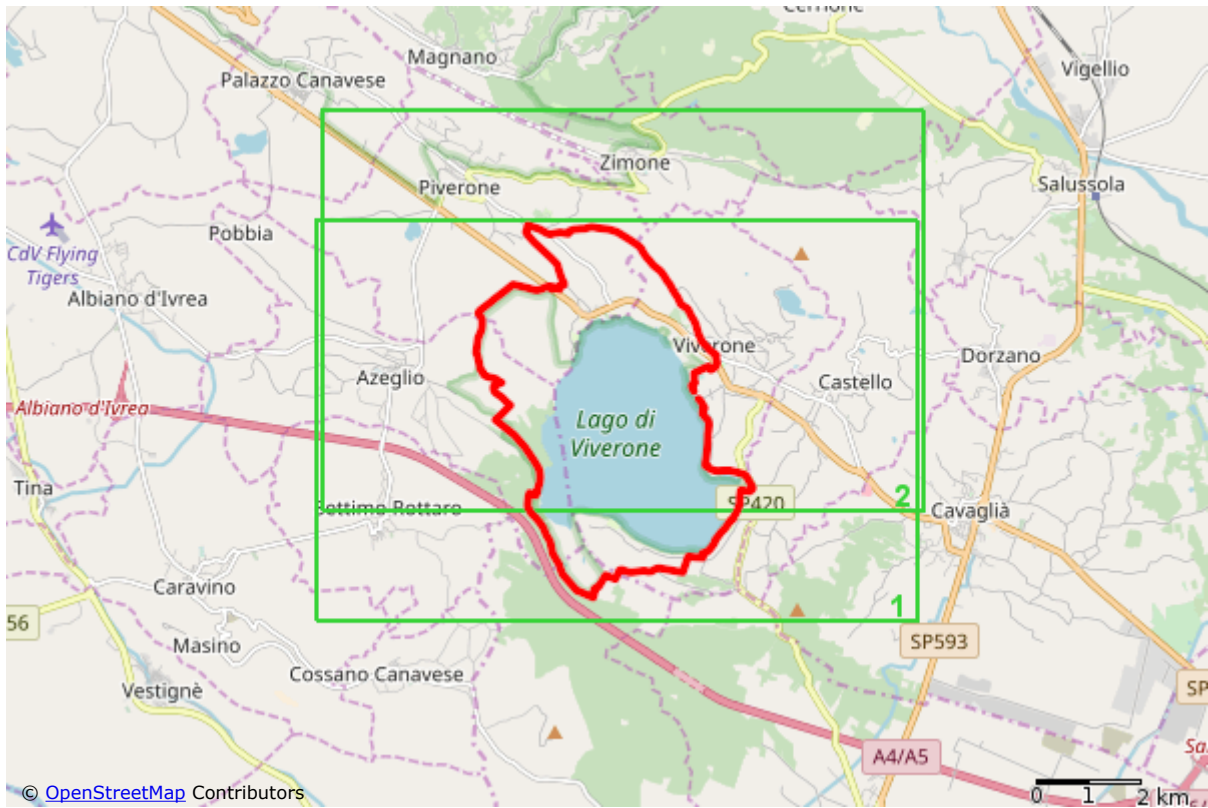 Cerrione
Magnano
Vigellio
Palazzo Canavese
Zimone
Piverone
Salussola
Pobbia
CdV Flying
Tigers
Albiano d'Ivrea
Viverone
Dorzano
Azeglio
Castello
Albiano d'Ivrea
Lago di
Viverone
Tina
2
SP420
Settimo Rottaro
Cavaglià
Caravino
1
56
Masino
SP593
Cossano Canavese
Vestignè
SP
A4/A5
0 1 2 km
© OpenStreetMap Contributors